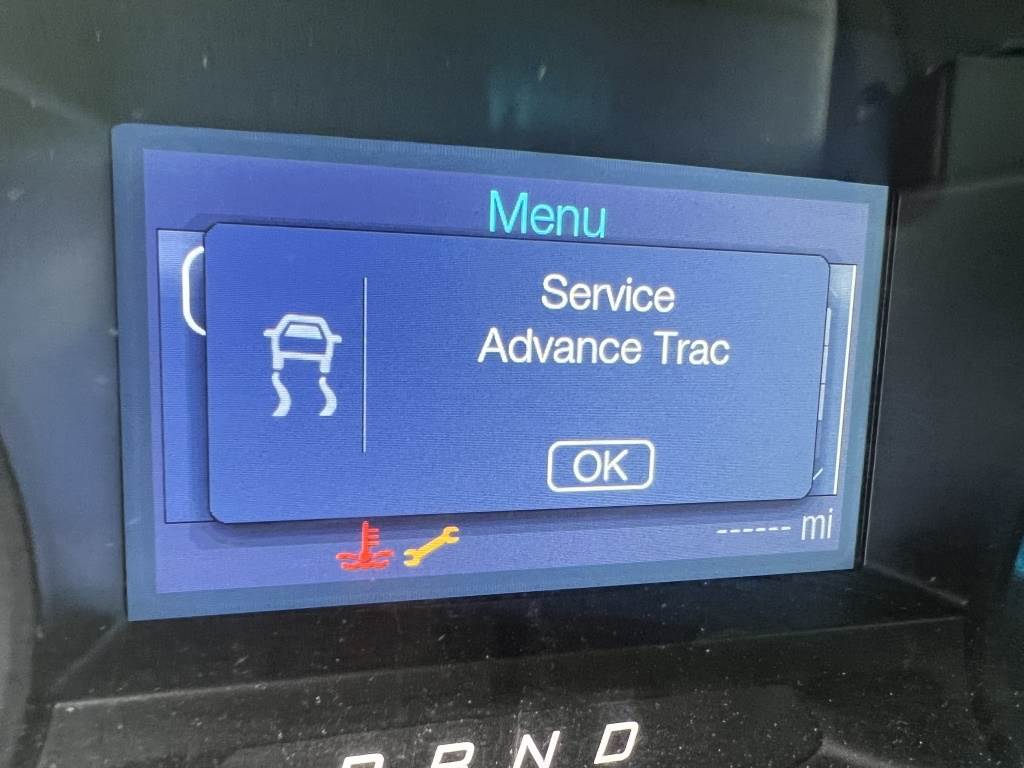 Menu
Service
Advance Trac
OK
------ mi
P R N D